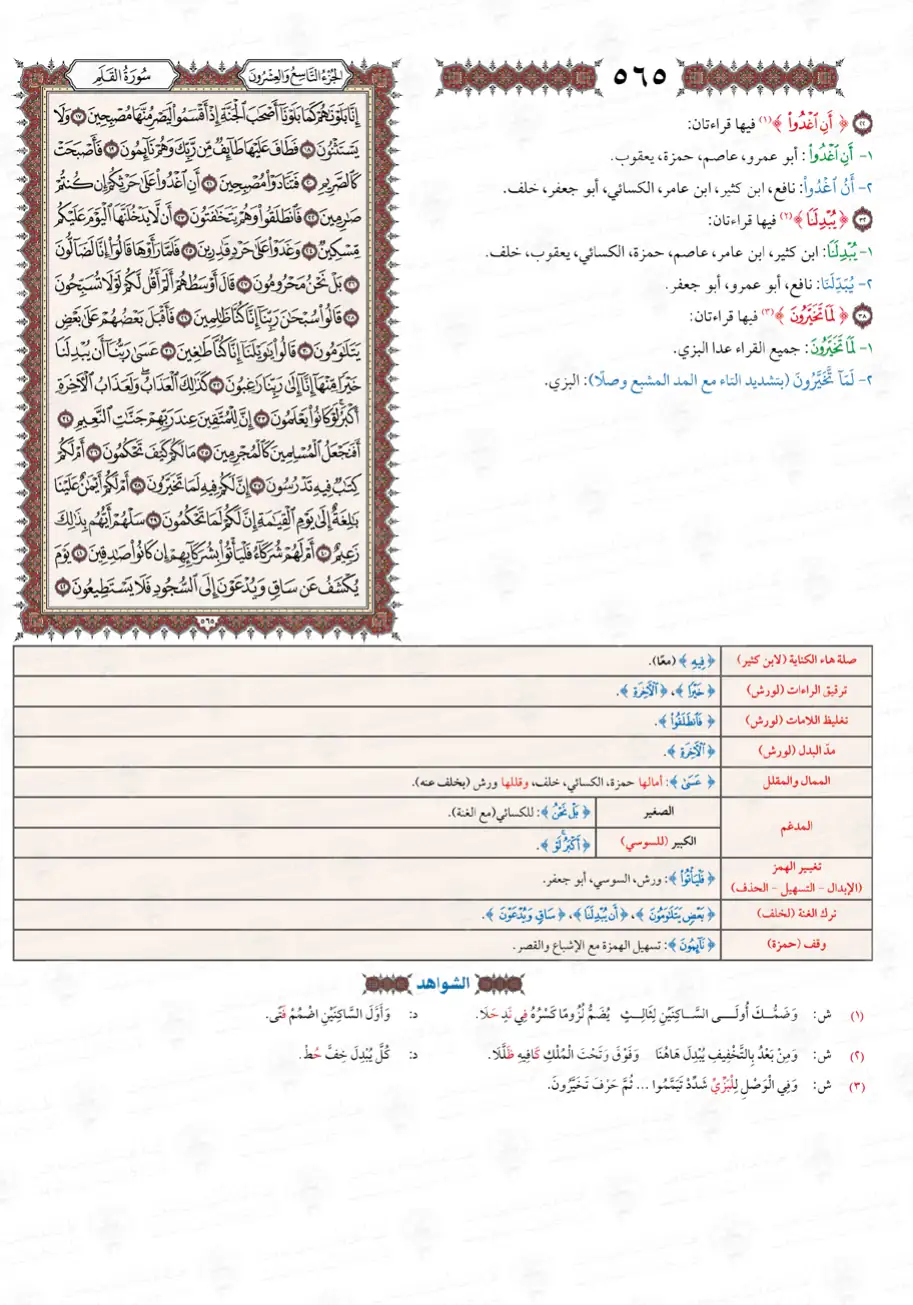 ٥٦٥
٢٢ ﴿ أَنِ ٱغۡدُواْ ﴾ (١) فيها قراءتان:
١- أَنِ ٱغۡدُواْ: أبو عمرو، عاصم، حمزة، يعقوب.
٢- أَنُ ٱغۡدُواْ: نافع، ابن كثير، ابن عامر، الكسائي، أبو جعفر، خلف.
٣٢ ﴿ يُبۡدِلَنَا ﴾ (٢) فيها قراءتان:
١- يُبۡدِلَنَا: ابن كثير، ابن عامر، عاصم، حمزة، الكسائي، يعقوب، خلف.
٢- يُبَدِّلَنَا: نافع، أبو عمرو، أبو جعفر.
٣٨ ﴿ لَمَا تَخَيَّرُونَ ﴾ (٣) فيها قراءتان:
١- لَمَا تَخَيَّرُونَ: جميع القراء عدا البزي.
٢- لَمَآ تَّخَيَّرُونَ (بتشديد التاء مع المد المشبع وصلًا): البزي.
الجزء التاسع والعشرون
سورة القلم
إِنَّا بَلَوۡنَٰهُمۡ كَمَا بَلَوۡنَآ أَصۡحَٰبَ ٱلۡجَنَّةِ إِذۡ أَقۡسَمُواْ لَيَصۡرِمُنَّهَا مُصۡبِحِينَ ١٧ وَلَا
يَسۡتَثۡنُونَ ١٨ فَطَافَ عَلَيۡهَا طَآئِفٞ مِّن رَّبِّكَ وَهُمۡ نَآئِمُونَ ١٩ فَأَصۡبَحَتۡ
كَٱلصَّرِيمِ ٢٠ فَتَنَادَوۡاْ مُصۡبِحِينَ ٢١ أَنِ ٱغۡدُواْ عَلَىٰ حَرۡثِكُمۡ إِن كُنتُمۡ
صَٰرِمِينَ ٢٢ فَٱنطَلَقُواْ وَهُمۡ يَتَخَٰفَتُونَ ٢٣ أَن لَّا يَدۡخُلَنَّهَا ٱلۡيَوۡمَ عَلَيۡكُم
مِّسۡكِينٞ ٢٤ وَغَدَوۡاْ عَلَىٰ حَرۡدٖ قَٰدِرِينَ ٢٥ فَلَمَّا رَأَوۡهَا قَالُوٓاْ إِنَّا لَضَآلُّونَ
٢٦ بَلۡ نَحۡنُ مَحۡرُومُونَ ٢٧ قَالَ أَوۡسَطُهُمۡ أَلَمۡ أَقُل لَّكُمۡ لَوۡلَا تُسَبِّحُونَ
٢٨ قَالُواْ سُبۡحَٰنَ رَبِّنَآ إِنَّا كُنَّا ظَٰلِمِينَ ٢٩ فَأَقۡبَلَ بَعۡضُهُمۡ عَلَىٰ بَعۡضٖ
يَتَلَٰوَمُونَ ٣٠ قَالُواْ يَٰوَيۡلَنَآ إِنَّا كُنَّا طَٰغِينَ ٣١ عَسَىٰ رَبُّنَآ أَن يُبۡدِلَنَا
خَيۡرٗا مِّنۡهَآ إِنَّآ إِلَىٰ رَبِّنَا رَٰغِبُونَ ٣٢ كَذَٰلِكَ ٱلۡعَذَابُۖ وَلَعَذَابُ ٱلۡأٓخِرَةِ
أَكۡبَرُۚ لَوۡ كَانُواْ يَعۡلَمُونَ ٣٣ إِنَّ لِلۡمُتَّقِينَ عِندَ رَبِّهِمۡ جَنَّٰتِ ٱلنَّعِيمِ ٣٤
أَفَنَجۡعَلُ ٱلۡمُسۡلِمِينَ كَٱلۡمُجۡرِمِينَ ٣٥ مَا لَكُمۡ كَيۡفَ تَحۡكُمُونَ ٣٦ أَمۡ لَكُمۡ
كِتَٰبٞ فِيهِ تَدۡرُسُونَ ٣٧ إِنَّ لَكُمۡ فِيهِ لَمَا تَخَيَّرُونَ ٣٨ أَمۡ لَكُمۡ أَيۡمَٰنٌ عَلَيۡنَا
بَٰلِغَةٌ إِلَىٰ يَوۡمِ ٱلۡقِيَٰمَةِ إِنَّ لَكُمۡ لَمَا تَحۡكُمُونَ ٣٩ سَلۡهُمۡ أَيُّهُم بِذَٰلِكَ
زَعِيمٌ ٤٠ أَمۡ لَهُمۡ شُرَكَآءُ فَلۡيَأۡتُواْ بِشُرَكَآئِهِمۡ إِن كَانُواْ صَٰدِقِينَ ٤١ يَوۡمَ
يُكۡشَفُ عَن سَاقٖ وَيُدۡعَوۡنَ إِلَى ٱلسُّجُودِ فَلَا يَسۡتَطِيعُونَ ٤٢
٥٦٥
صلة هاء الكناية (لابن كثير) ﴿ فِيهِ ﴾ (معًا).
ترقيق الراءات (لورش) ﴿ خَيۡرٗا ﴾، ﴿ ٱلۡأٓخِرَةِ ﴾.
تغليظ اللامات (لورش) ﴿ فَٱنطَلَقُواْ ﴾.
مدّ البدل (لورش) ﴿ ٱلۡأٓخِرَةِ ﴾.
الممال والمقلل ﴿ عَسَىٰ ﴾: أمالها حمزة، الكسائي، خلف، وقللها ورش (بخلف عنه).
المدغم
الصغير ﴿ بَلۡ نَحۡنُ ﴾: للكسائي (مع الغنة).
الكبير (للسوسي) ﴿ أَكۡبَرُۚ لَوۡ ﴾.
تغيير الهمز
(الإبدال - التسهيل - الحذف) ﴿ فَلۡيَأۡتُواْ ﴾: ورش، السوسي، أبو جعفر.
ترك الغنة (لخلف) ﴿ بَعۡضٖ يَتَلَٰوَمُونَ ﴾، ﴿ أَن يُبۡدِلَنَا ﴾، ﴿ سَاقٖ وَيُدۡعَوۡنَ ﴾.
وقف (حمزة) ﴿ نَآئِمُونَ ﴾: تسهيل الهمزة مع الإشباع والقصر.
الشواهد
(١) ش: وَضَمُّكَ أُولَى السَّاكِنَيْنِ لِثَالِثٍ يُضَمُّ لُزُومًا كَسْرُهُ فِي نَدٍ حَلَا. د: وَأَوَّلَ السَّاكِنَيْنِ اضْمُمْ فَتًى.
(٢) ش: وَمِنْ بَعْدُ بِالتَّخْفِيفِ يُبْدِلَ هَاهُنَا وَفَوْقَ وَتَحْتَ الْمُلْكِ كَافِيهِ ظَلَّلَا. د: كُلَّ يُبْدِلَ خِفَّ حُطْ.
(٣) ش: وَفِي الْوَصْلِ لِلْبَزِّيِّ شَدِّدْ تَيَمَّمُوا ... ثُمَّ حَرْفَ تَخَيَّرُونَ.